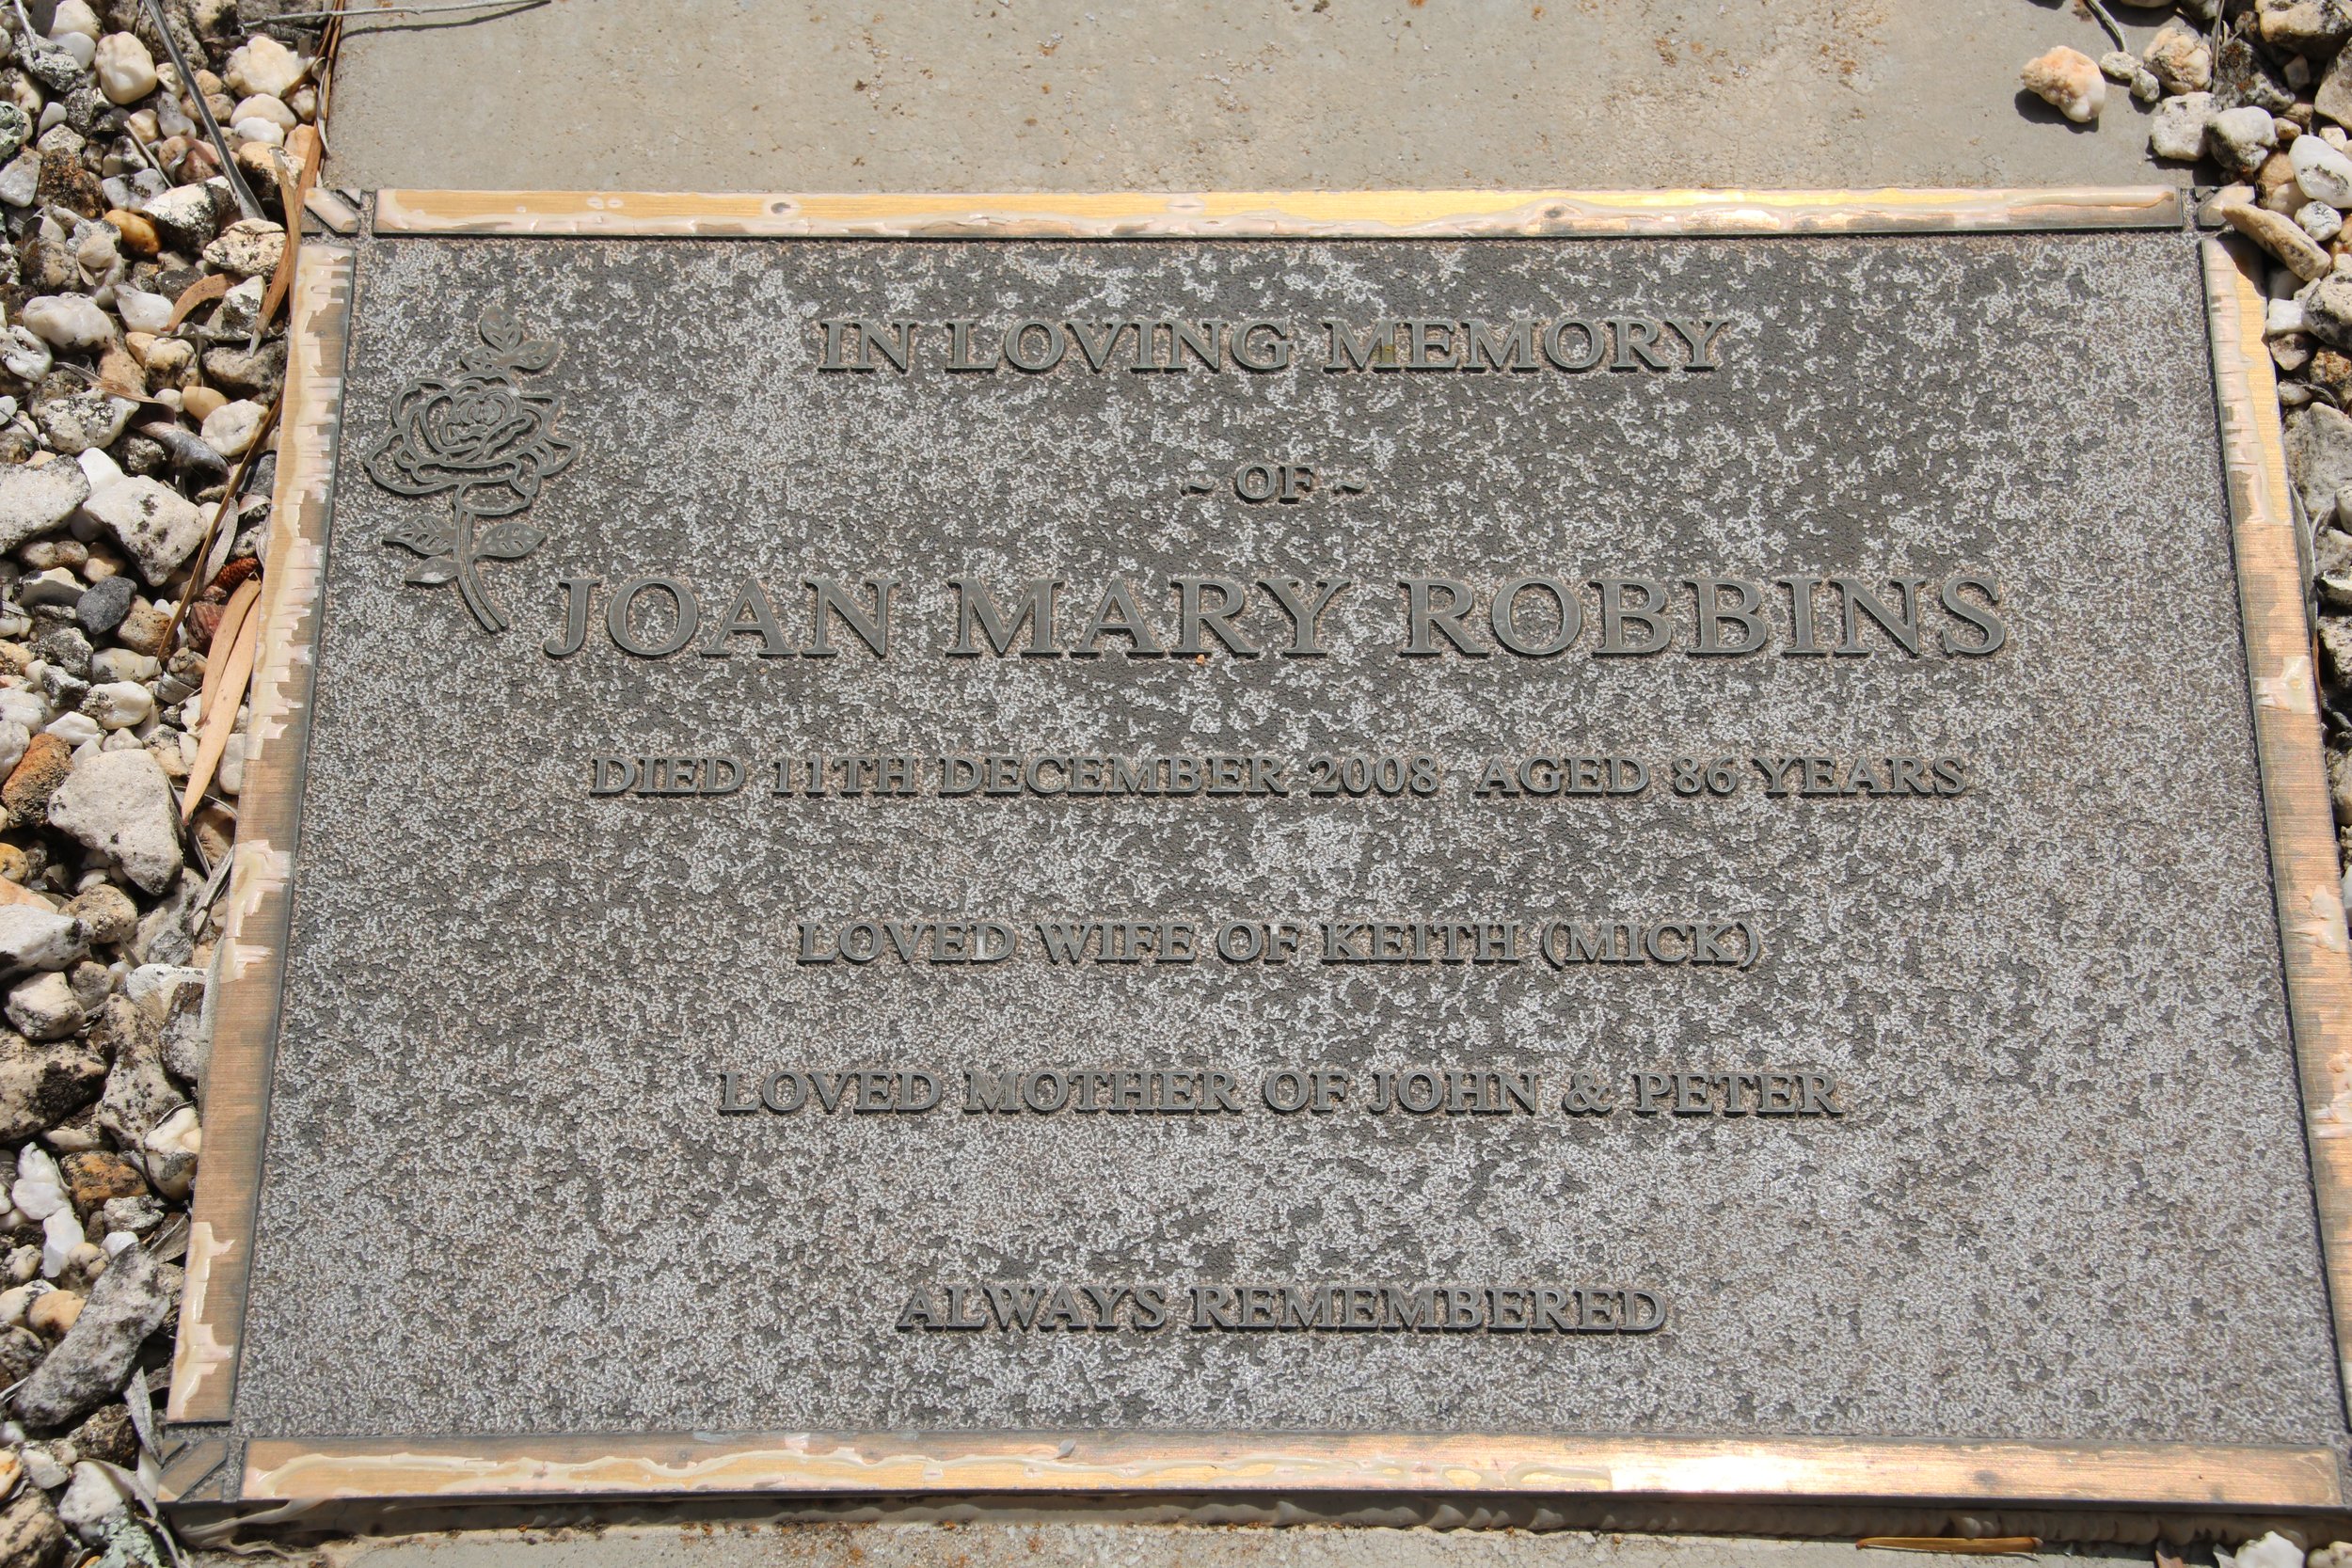 IN LOVING MEMORY
~ OF ~
JOAN MARY ROBBINS
DIED 11TH DECEMBER 2008 AGED 86 YEARS
LOVED WIFE OF KEITH (MICK)
LOVED MOTHER OF JOHN & PETER
ALWAYS REMEMBERED